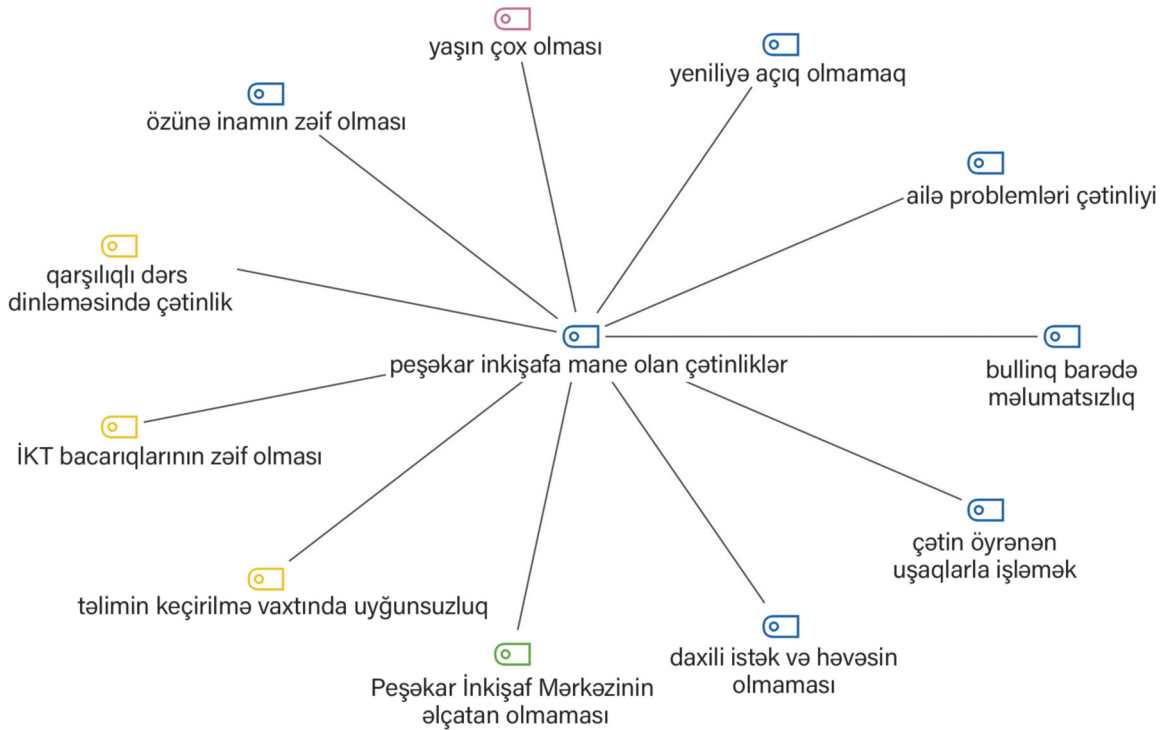 yaşın çox olması
yeniliyə açıq olmamaq
özünə inamın zəif olması
ailə problemləri çətinliyi
qarşılıqlı dərs
dinləməsində çətinlik
peşəkar inkişafa mane olan çətinliklər
bullinq barədə
məlumatsızlıq
İKT bacarıqlarının zəif olması
çətin öyrənən
uşaqlarla işləmək
təlimin keçirilmə vaxtında uyğunsuzluq
daxili istək və həvəsin
olmaması
Peşəkar İnkişaf Mərkəzinin
əlçatan olmaması